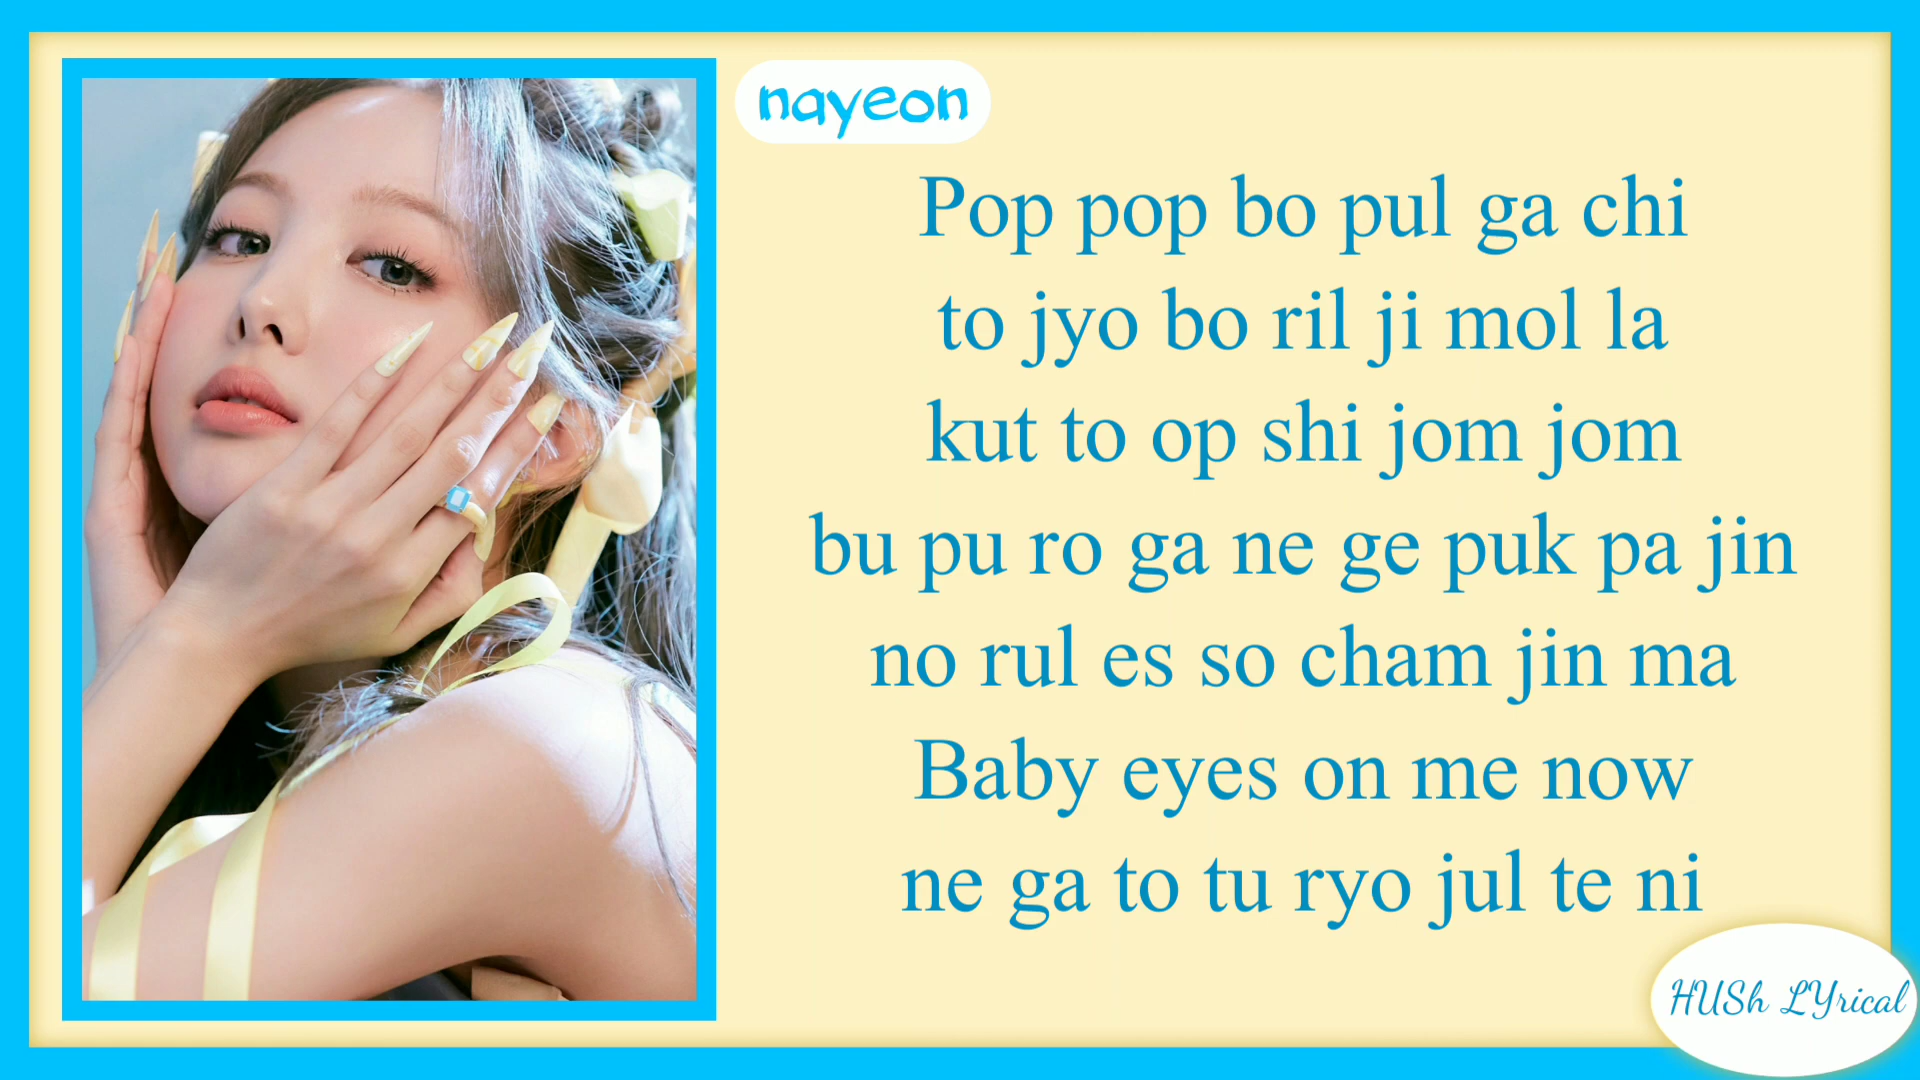 nayeon
Pop pop bo pul ga chi
to jyo bo ril ji mol la
kut to op shi jom jom
bu pu ro ga ne ge puk pa jin
no rul es so cham jin ma
Baby eyes on me now
ne ga to tu ryo jul te ni
HUSh LYrical